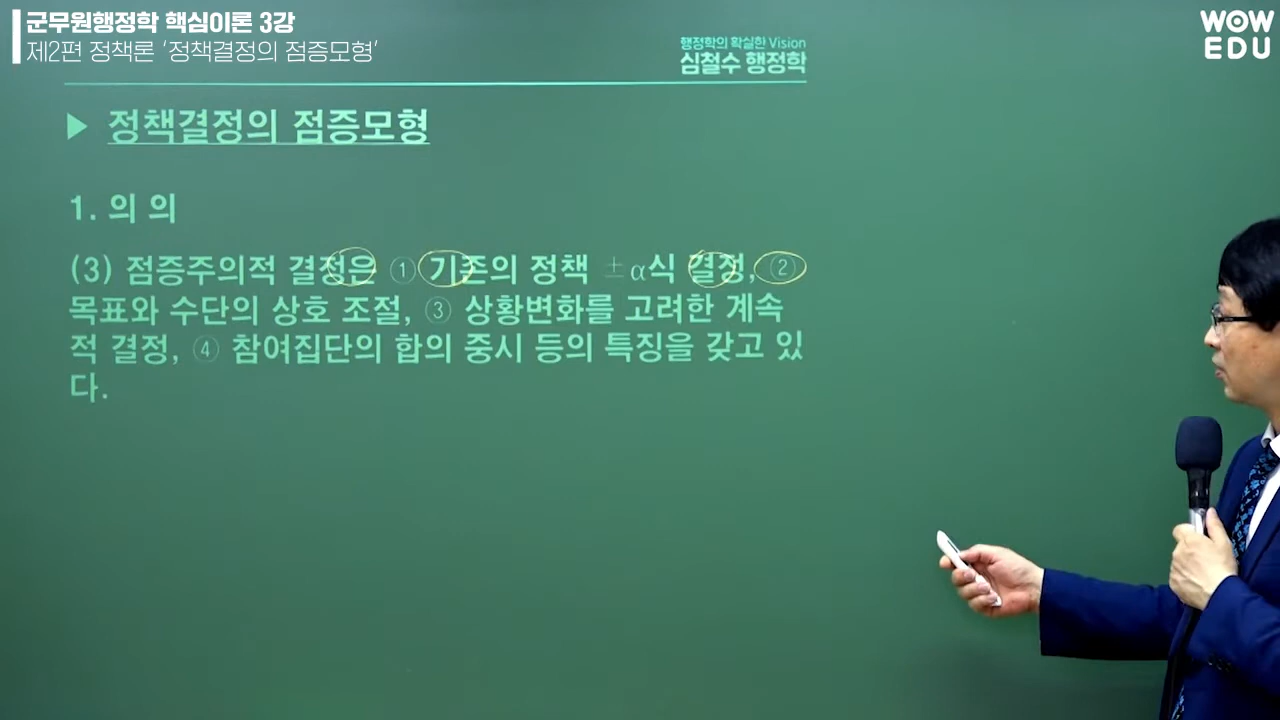 군무원행정학 핵심이론 3강
제2편 정책론 ‘정책결정의 점증모형’
행정학의 확실한 Vision
심철수 행정학
WOW
EDU
▶ 정책결정의 점증모형
1. 의 의
(3) 점증주의적 결정은 ① 기존의 정책 ±α식 결정, ②
목표와 수단의 상호 조절, ③ 상황변화를 고려한 계속
적 결정, ④ 참여집단의 합의 중시 등의 특징을 갖고 있
다.